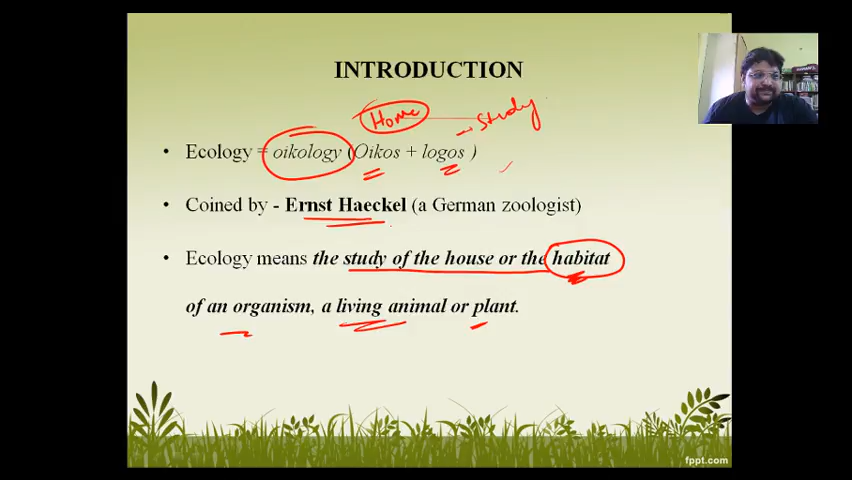 INTRODUCTION
Home → Study
• Ecology = oikology (Oikos + logos )
• Coined by - Ernst Haeckel (a German zoologist)
• Ecology means the study of the house or the habitat
of an organism, a living animal or plant.
fppt.com